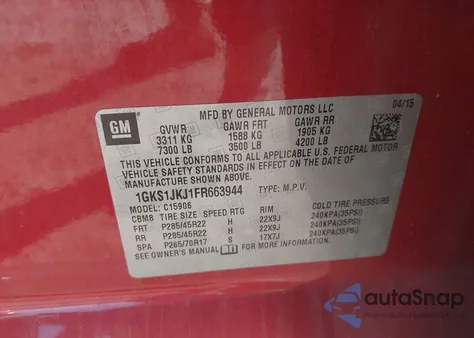 MFD BY GENERAL MOTORS LLC
04/15
GM
GVWR GAWR FRT GAWR RR
3311 KG 1588 KG 1905 KG
7300 LB 3500 LB 4200 LB
THIS VEHICLE CONFORMS TO ALL APPLICABLE U.S. FEDERAL MOTOR
VEHICLE SAFETY STANDARDS IN EFFECT ON THE DATE OF
MANUFACTURE SHOWN ABOVE.
1GKS1JKJ1FR663944 TYPE: M.P.V.
MODEL: C15906
CBMB TIRE SIZE SPEED RTG RIM COLD TIRE PRESSURE
FRT P285/45R22 H 22X9J 240KPA(35PSI)
RR P285/45R22 H 22X9J 240KPA(35PSI)
SPA P265/70R17 S 17X7J 240KPA(35PSI)
SEE OWNER'S MANUAL FOR MORE INFORMATION.
autoSnap